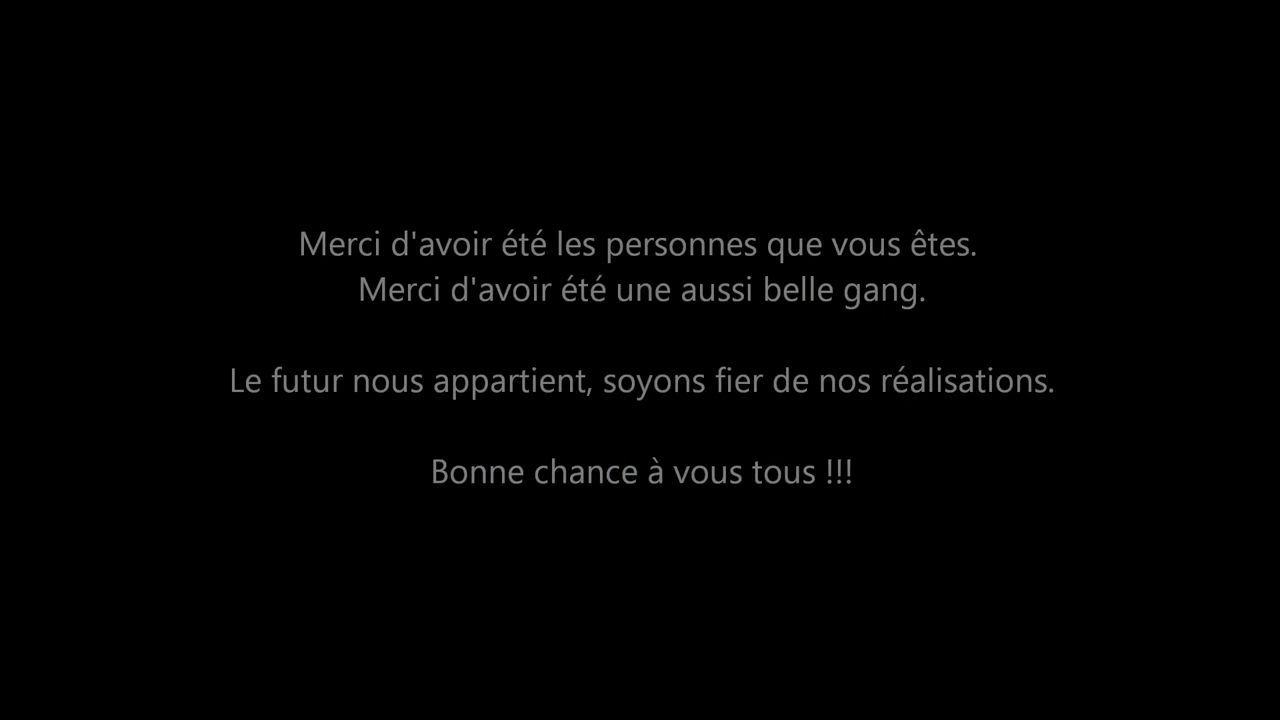 Merci d'avoir été les personnes que vous êtes.
Merci d'avoir été une aussi belle gang.
Le futur nous appartient, soyons fier de nos réalisations.
Bonne chance à vous tous !!!